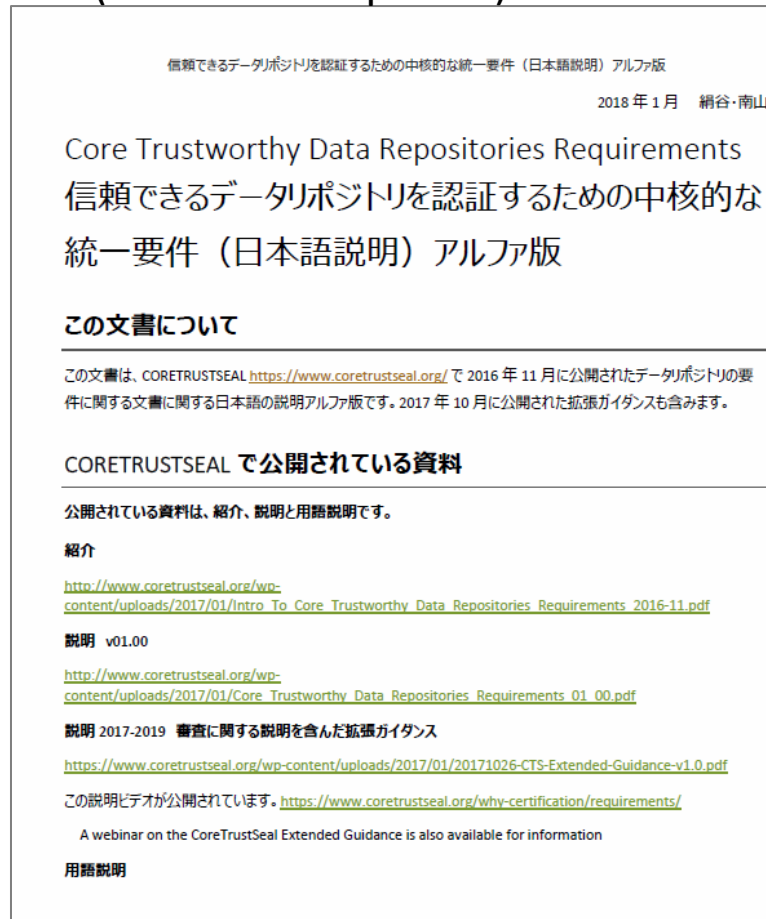 信頼できるデータリポジトリを認証するための中核的な統一要件（日本語説明）アルファ版
2018 年 1 月 絹谷・南山
Core Trustworthy Data Repositories Requirements
信頼できるデータリポジトリを認証するための中核的な
統一要件（日本語説明）アルファ版
この文書について
この文書は、CORETRUSTSEAL https://www.coretrustseal.org/ で 2016 年 11 月に公開されたデータリポジトリの要
件に関する文書に関する日本語の説明アルファ版です。2017 年 10 月に公開された拡張ガイダンスも含みます。
CORETRUSTSEAL で公開されている資料
公開されている資料は、紹介、説明と用語説明です。
紹介
http://www.coretrustseal.org/wp-
content/uploads/2017/01/Intro_To_Core_Trustworthy_Data_Repositories_Requirements_2016-11.pdf
説明 v01.00
http://www.coretrustseal.org/wp-
content/uploads/2017/01/Core_Trustworthy_Data_Repositories_Requirements_01_00.pdf
説明 2017-2019 審査に関する説明を含んだ拡張ガイダンス
https://www.coretrustseal.org/wp-content/uploads/2017/01/20171026-CTS-Extended-Guidance-v1.0.pdf
この説明ビデオが公開されています。https://www.coretrustseal.org/why-certification/requirements/
A webinar on the CoreTrustSeal Extended Guidance is also available for information
用語説明